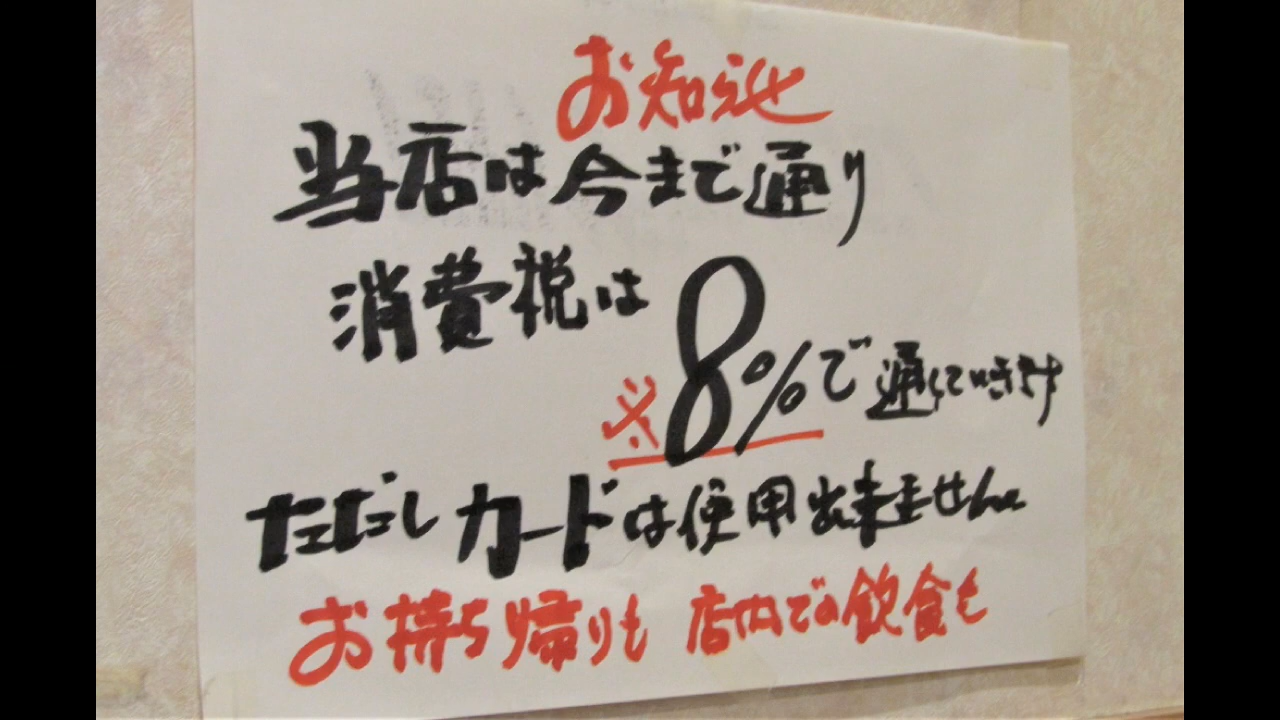 お知らせ
当店は今まで通り
消費税は
※8%で通していきます
ただしカードは使用出来ません
お持ち帰りも 店内での飲食も